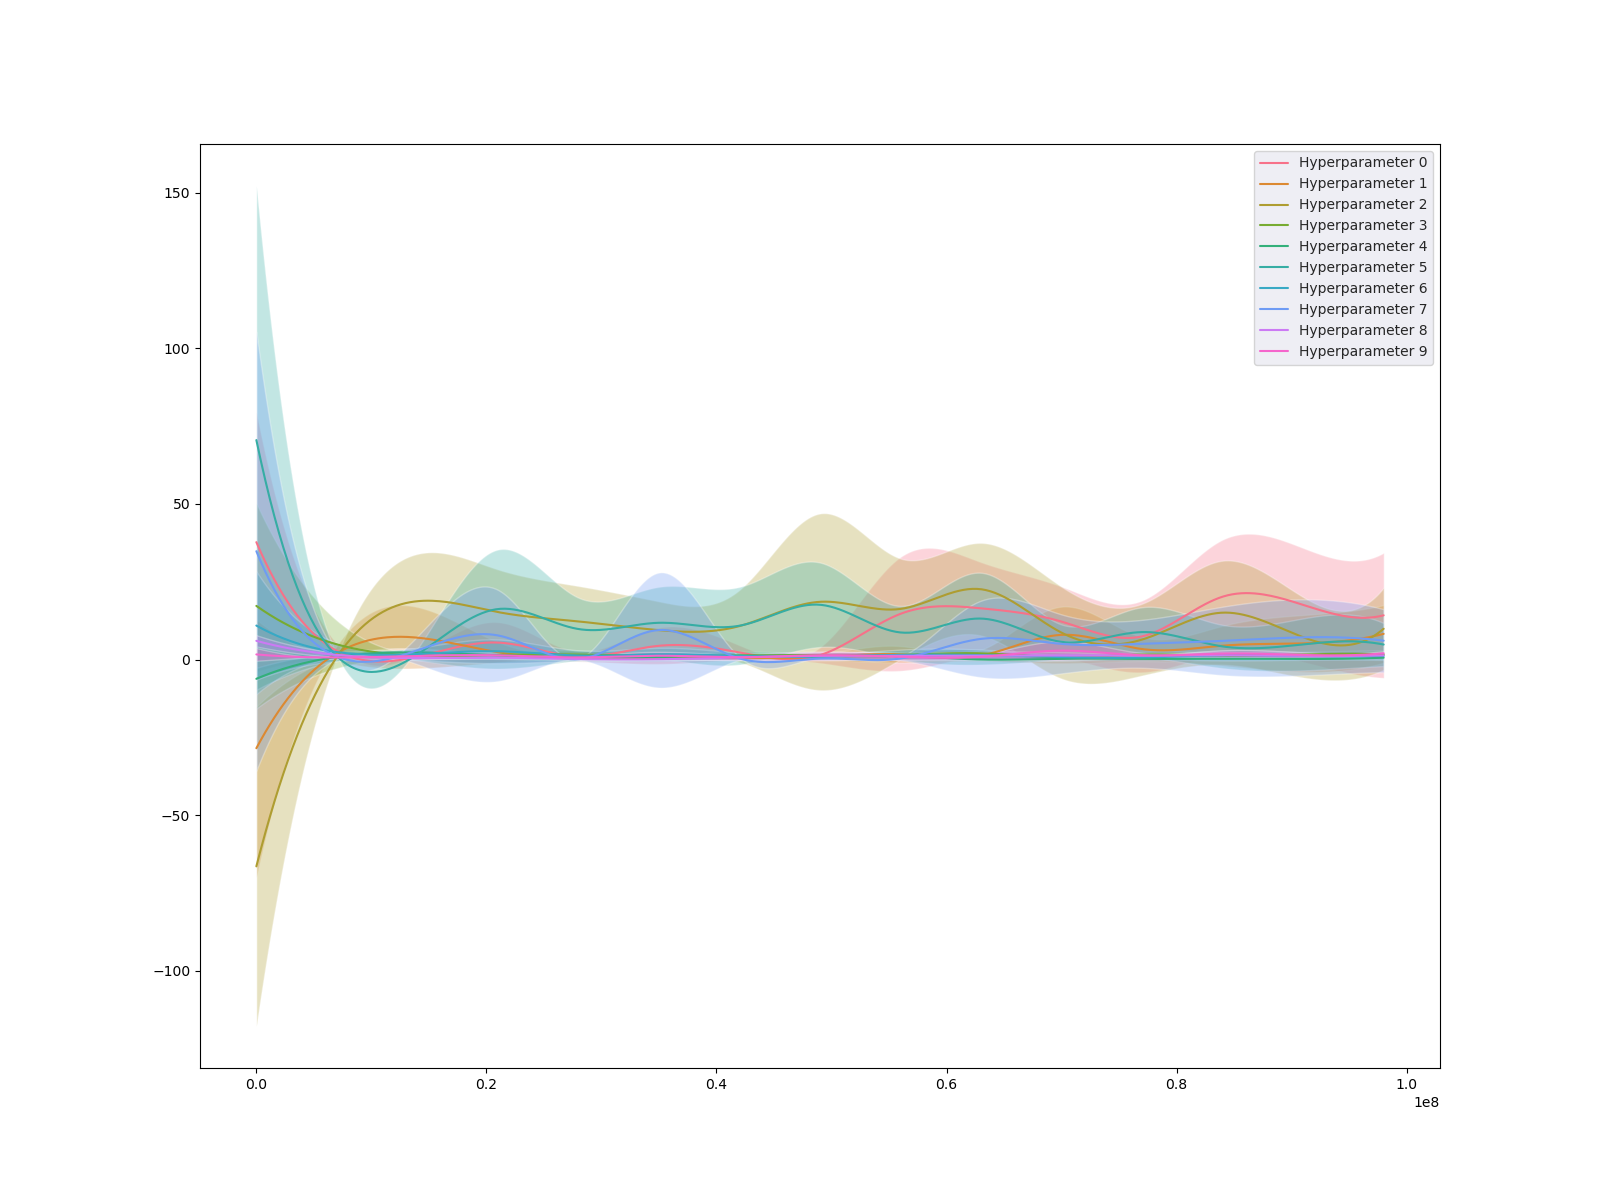 150
100
50
0
−50
−100
0.0 0.2 0.4 0.6 0.8 1.0
1e8
Hyperparameter 0
Hyperparameter 1
Hyperparameter 2
Hyperparameter 3
Hyperparameter 4
Hyperparameter 5
Hyperparameter 6
Hyperparameter 7
Hyperparameter 8
Hyperparameter 9